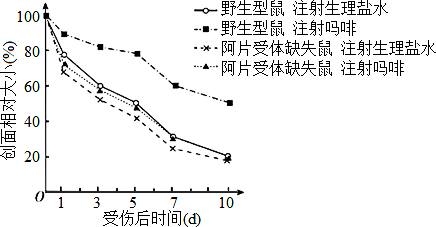 野生型鼠 注射生理盐水
野生型鼠 注射吗啡
阿片受体缺失鼠 注射生理盐水
阿片受体缺失鼠 注射吗啡
创面相对大小(%)
100
80
60
40
20
O
1 3 5 7 10
受伤后时间(d)